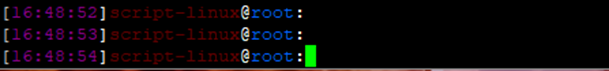 [16:48:52]script-linux@root:
[16:48:53]script-linux@root:
[16:48:54]script-linux@root: